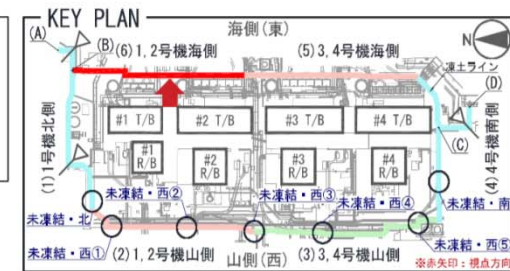 KEY PLAN
海側(東)
N
(A)
(B)
(6)1,2号機海側
(5)3,4号機海側
凍土ライン
(D)
#1 T/B
#2 T/B
#3 T/B
#4 T/B
(1)1号機北側
#1
R/B
#2
R/B
#3
R/B
#4
R/B
(C)
(4)4号機南側
未凍結・北
未凍結・西②
未凍結・西③
未凍結・西④
未凍結・南
未凍結・西①
(2)1,2号機山側
山側(西)
(3)3,4号機山側
未凍結・西⑤
※赤矢印：視点方向